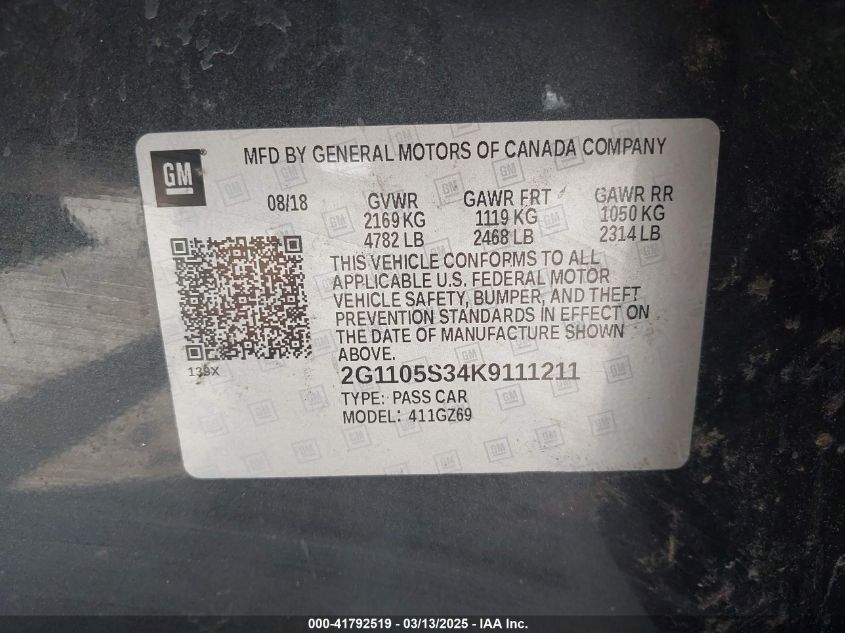 GM
MFD BY GENERAL MOTORS OF CANADA COMPANY
08/18 GVWR GAWR FRT GAWR RR
2169 KG 1119 KG 1050 KG
4782 LB 2468 LB 2314 LB
THIS VEHICLE CONFORMS TO ALL
APPLICABLE U.S. FEDERAL MOTOR
VEHICLE SAFETY, BUMPER, AND THEFT
PREVENTION STANDARDS IN EFFECT ON
THE DATE OF MANUFACTURE SHOWN
ABOVE.
139X
2G1105S34K9111211
TYPE: PASS CAR
MODEL: 411GZ69
000-41792519 - 03/13/2025 - IAA Inc.